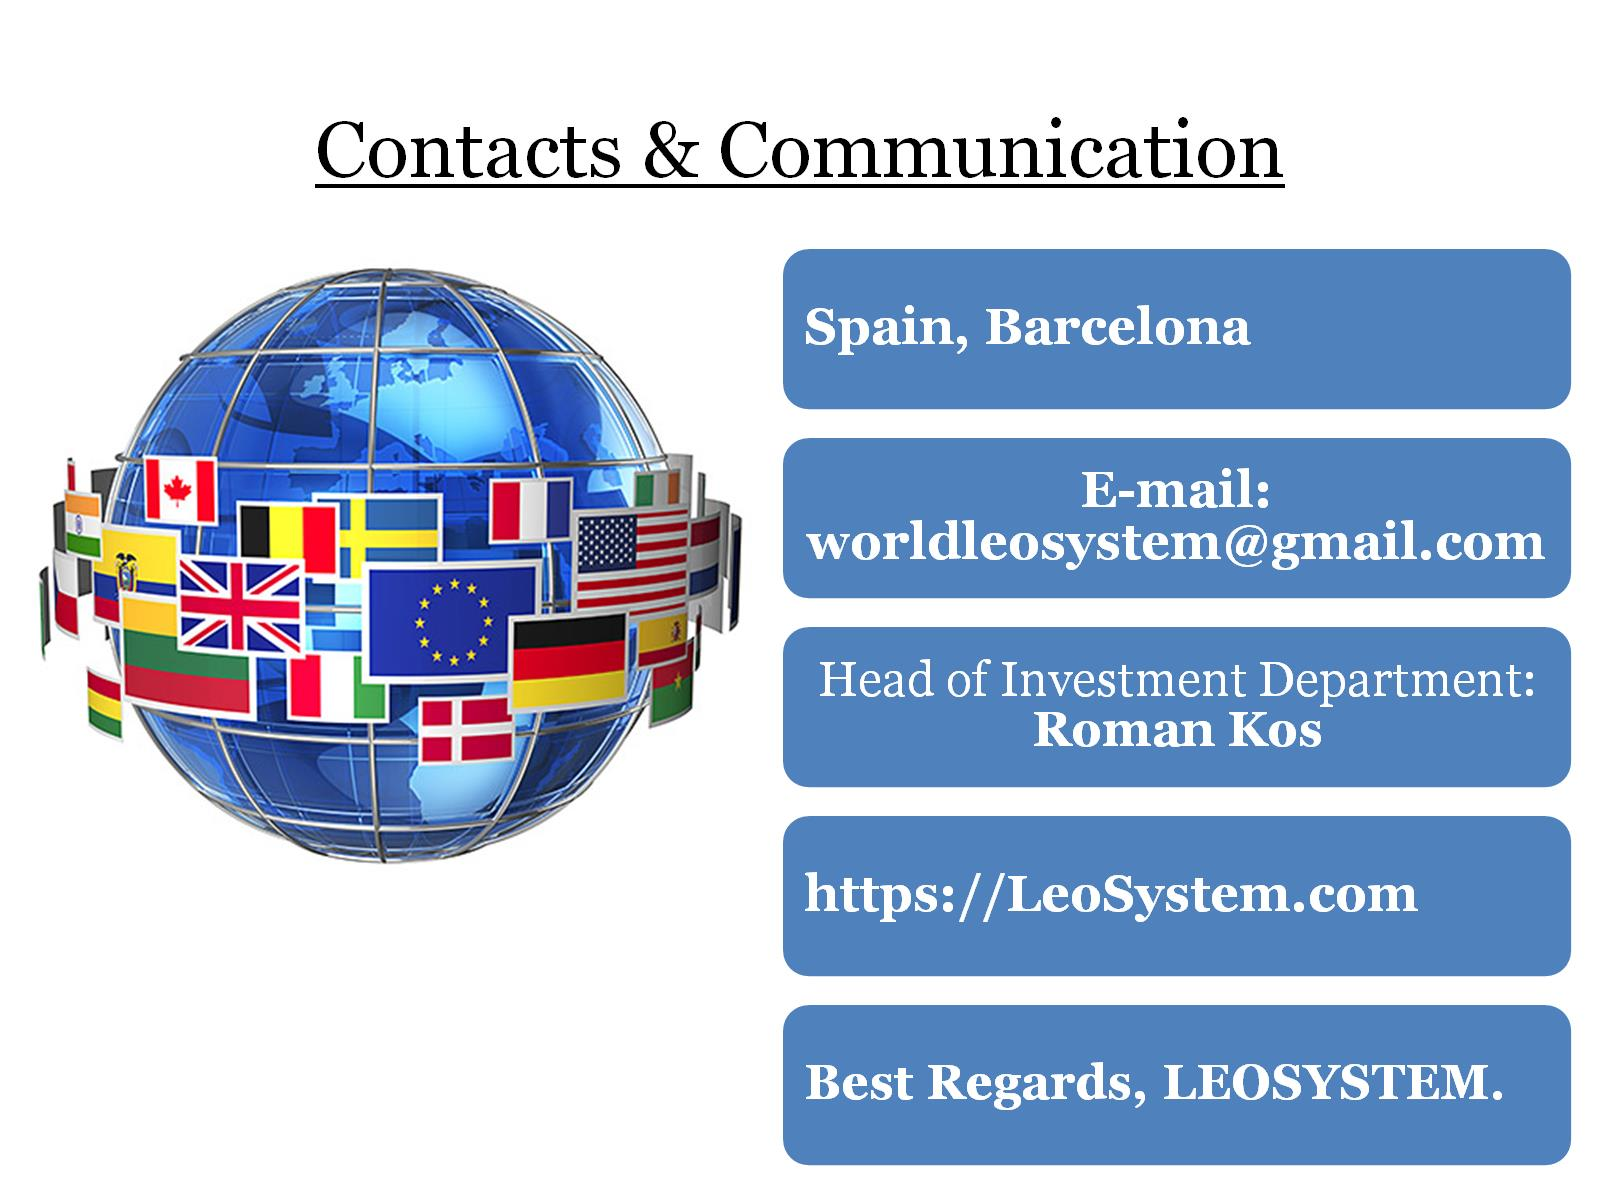 Contacts & Communication
Spain, Barcelona
E-mail:
worldleosystem@gmail.com
Head of Investment Department:
Roman Kos
https://LeoSystem.com
Best Regards, LEOSYSTEM.